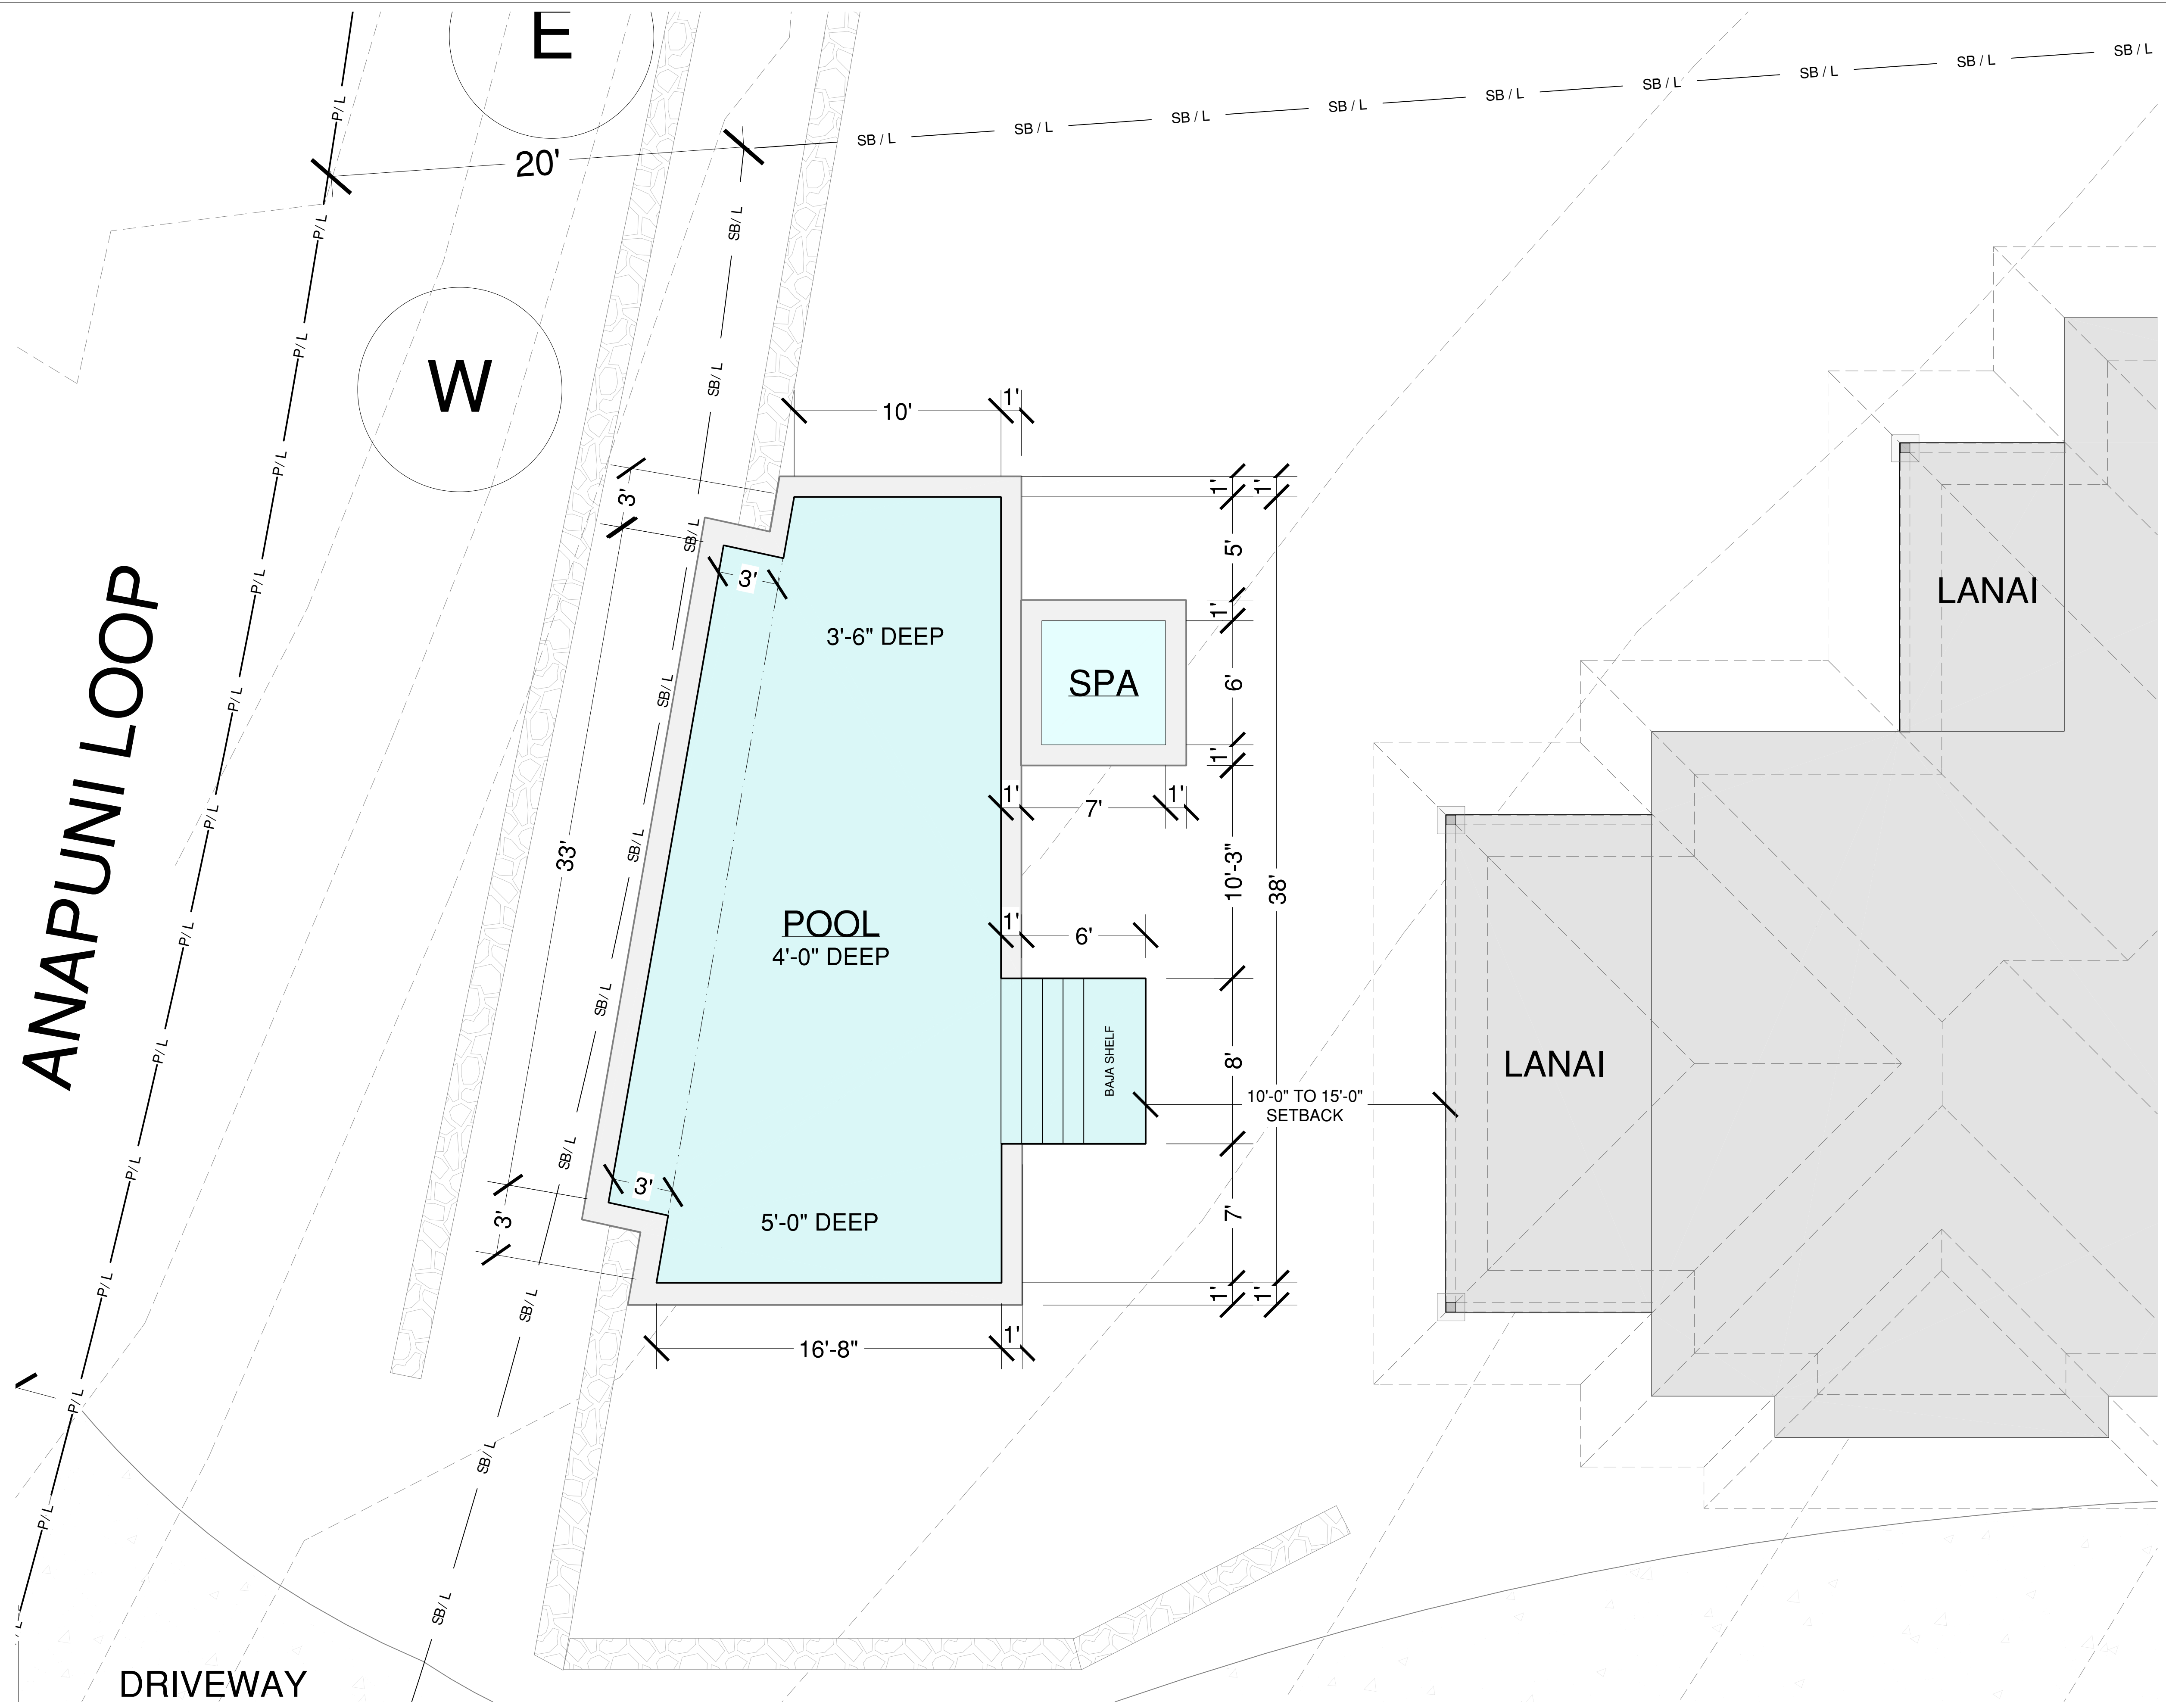 E
SB / L
SB / L
SB / L
SB / L
SB / L
SB / L
SB / L
SB / L
SB / L
P/ L
20'
P/ L
SB/ L
W
P/ L
SB/ L
10'
1'
P/ L
3'
1'
1'
SB/ L
5'
P/ L
3'
LANAI
1'
3'-6" DEEP
SPA
6'
P/ L
SB/ L
1'
1'
7'
1'
P/ L
ANAPUNI LOOP
33'
SB/ L
10'-3"
38'
POOL
4'-0" DEEP
1'
6'
P/ L
SB/ L
P/ L
BAJA SHELF
8'
LANAI
10'-0" TO 15'-0"
SETBACK
SB/ L
P/ L
3'
3'
5'-0" DEEP
7'
P/ L
SB/ L
1'
1'
16'-8"
1'
P/ L
SB/ L
P/ L
SB/ L
DRIVEWAY